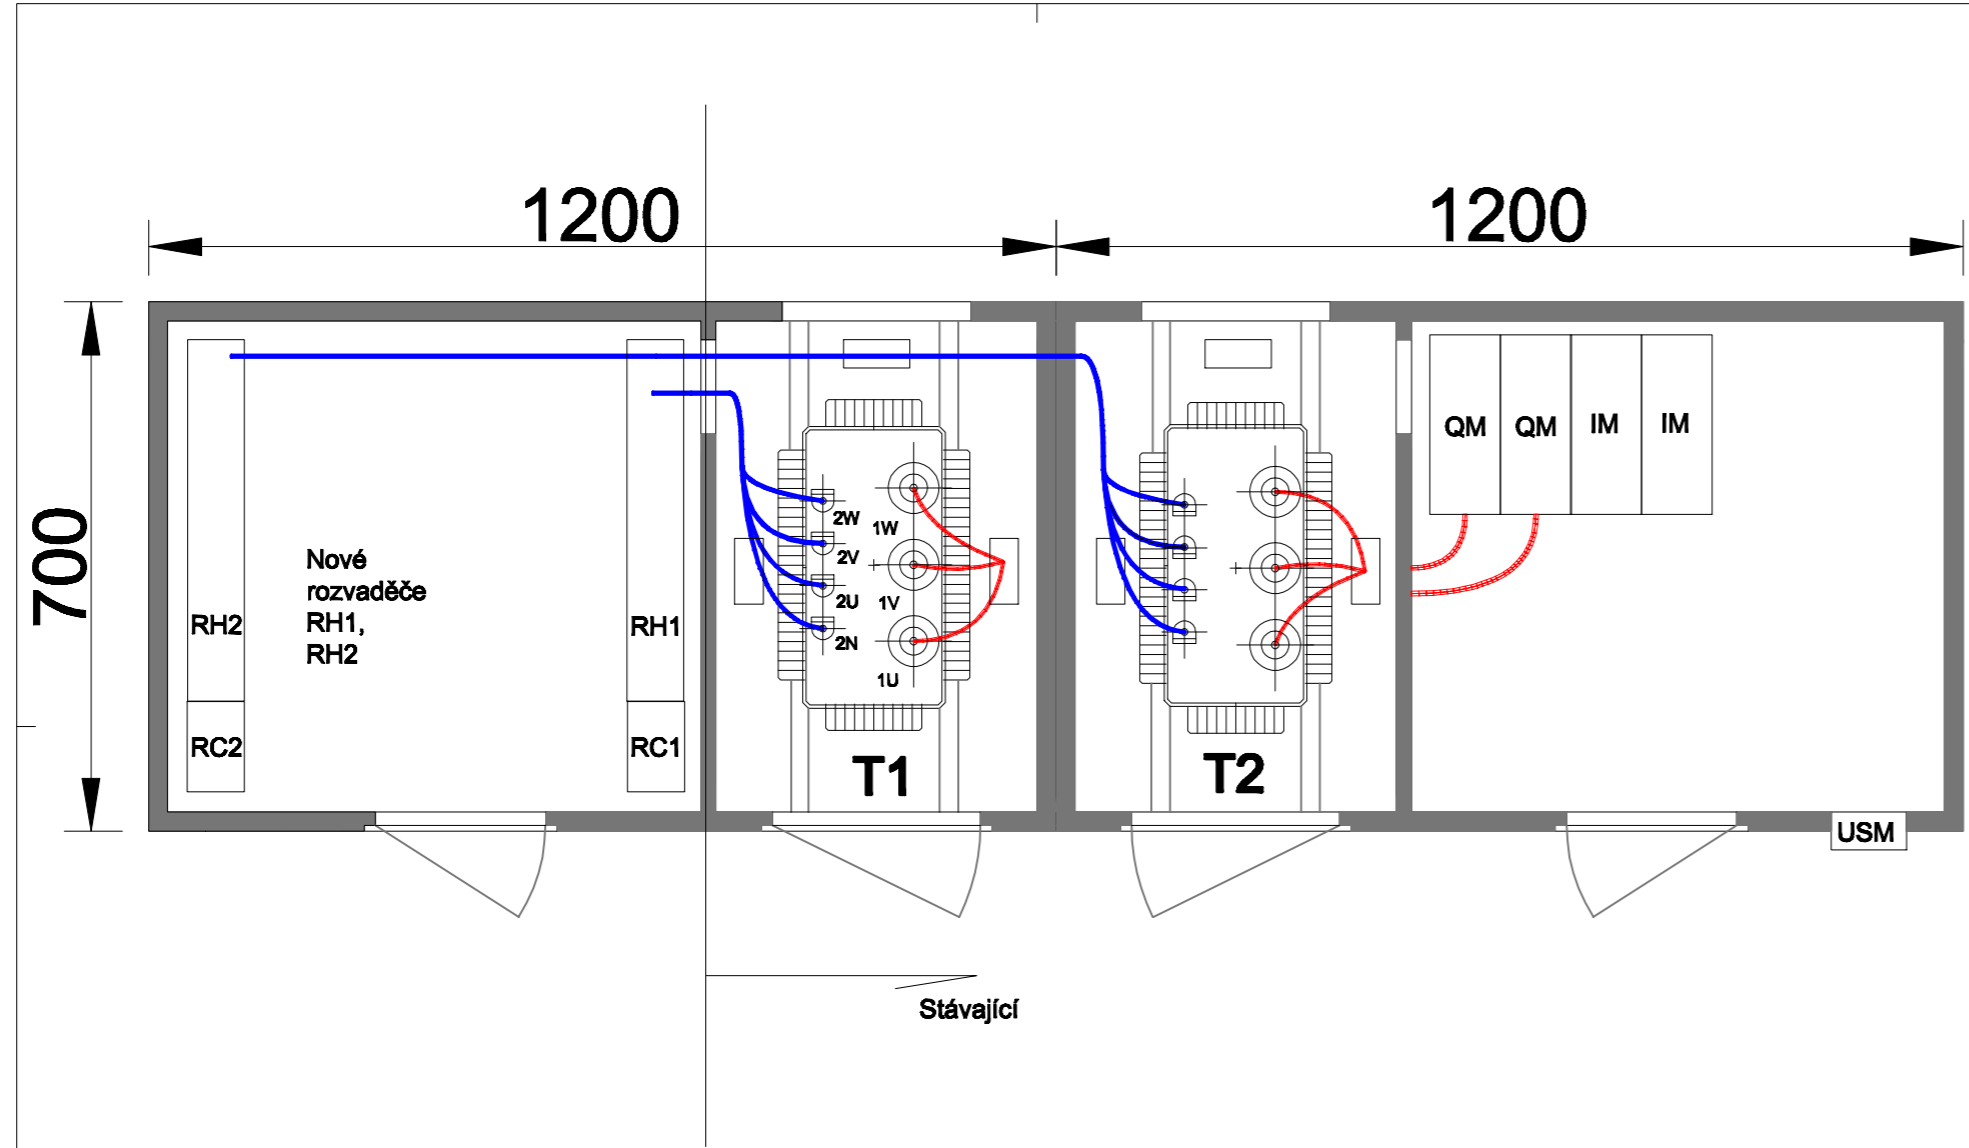 1200
1200
700
QM
QM
IM
IM
2W
1W
2V
2U
1V
2N
1U
Nové
rozvaděče
RH1,
RH2
RH2
RH1
RC2
RC1
T1
T2
USM
Stávající